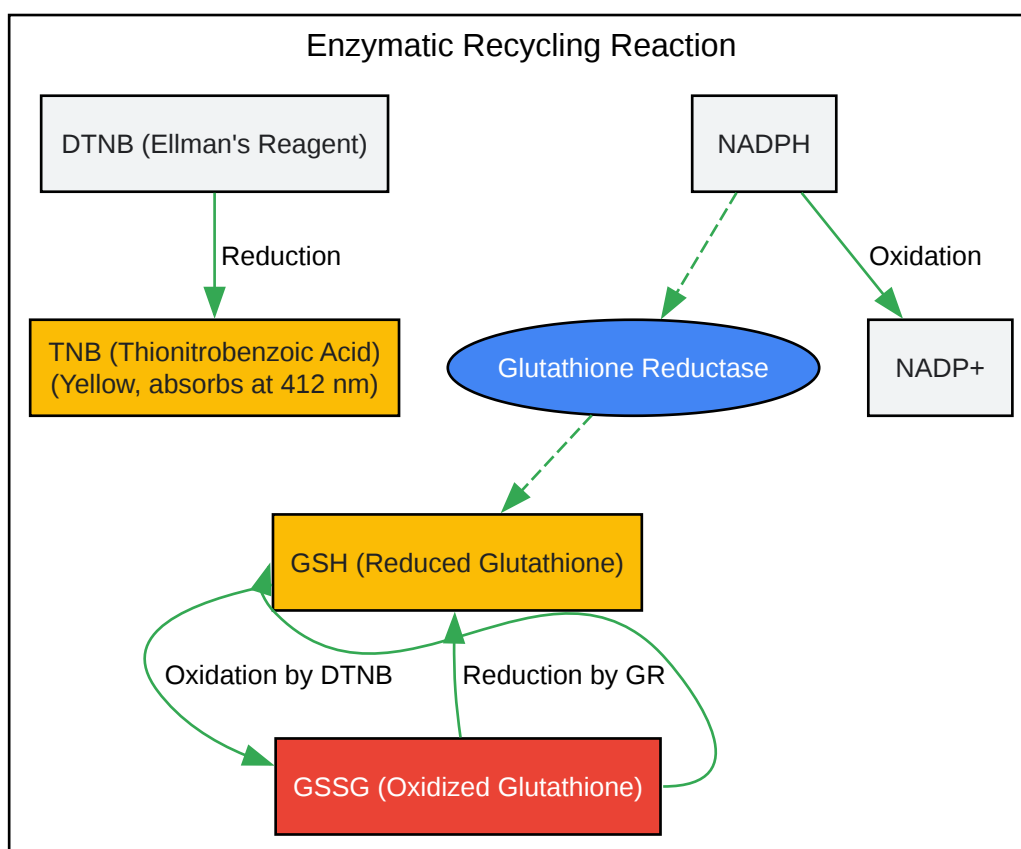 Enzymatic Recycling Reaction
DTNB (Ellman's Reagent)
NADPH
Reduction
Oxidation
TNB (Thionitrobenzoic Acid)
(Yellow, absorbs at 412 nm)
Glutathione Reductase
NADP+
GSH (Reduced Glutathione)
Oxidation by DTNB
Reduction by GR
GSSG (Oxidized Glutathione)